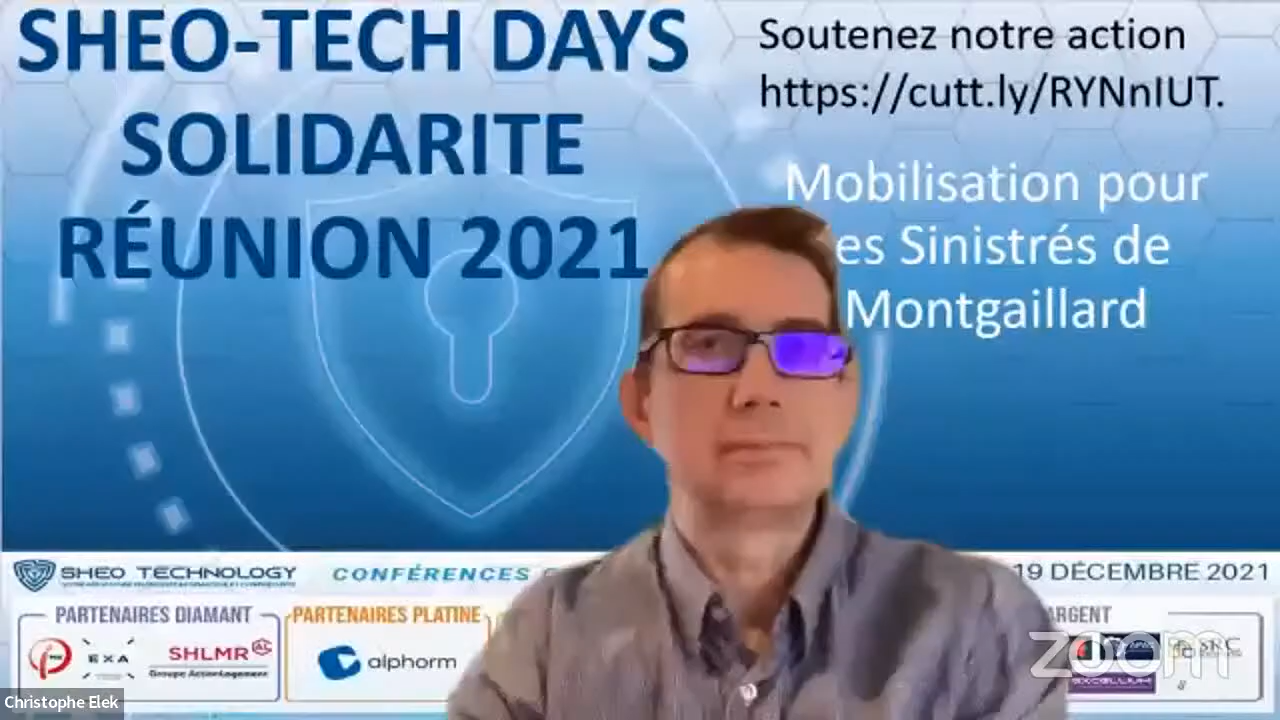 SHEO-TECH DAYS
SOLIDARITE
RÉUNION 2021
Soutenez notre action
https://cutt.ly/RYNnIUT.
Mobilisation pour
es Sinistrés de
Montgaillard
SHEO TECHNOLOGY
CONFÉRENCES
19 DÉCEMBRE 2021
PARTENAIRES DIAMANT
EXA
SHLMR
Groupe ActionLogement
PARTENAIRES PLATINE
alphorm
ARGENT
zoom
EXCELLIUM
Christophe Elek